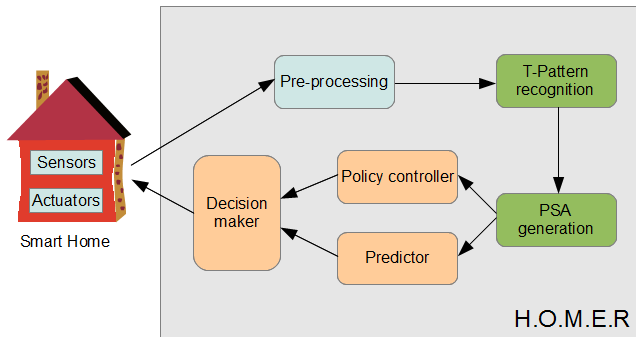 Pre-processing
T-Pattern
recognition
Sensors
Actuators
Smart Home
Decision
maker
Policy controller
Predictor
PSA
generation
H.O.M.E.R